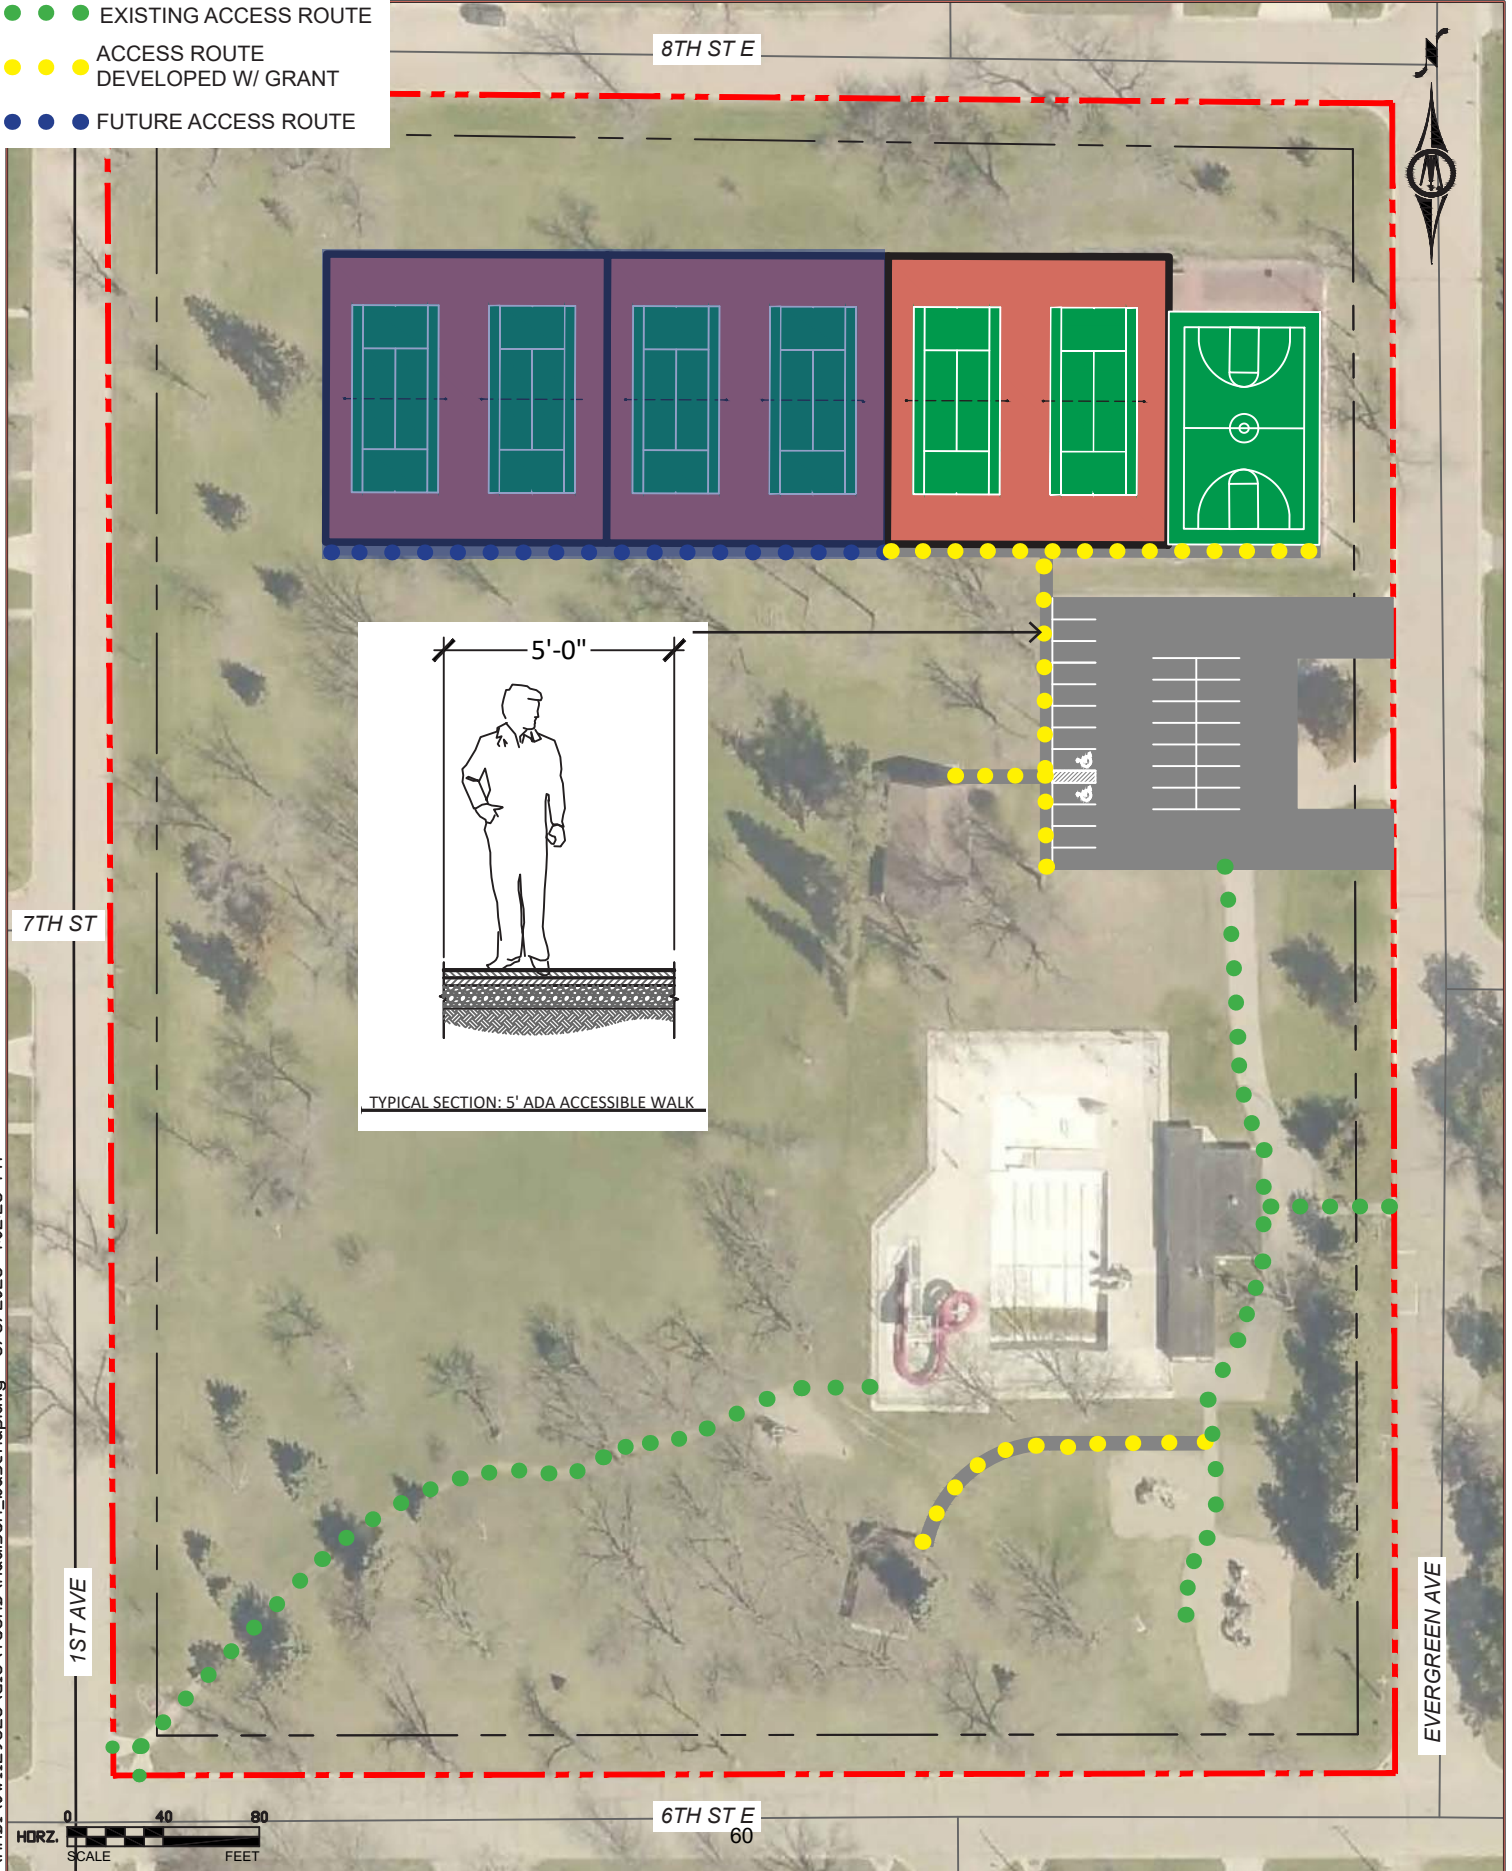 EXISTING ACCESS ROUTE
ACCESS ROUTE
DEVELOPED W/ GRANT
FUTURE ACCESS ROUTE
8TH ST E
N
5'-0"
TYPICAL SECTION: 5' ADA ACCESSIBLE WALK
7TH ST
1ST AVE
EVERGREEN AVE
6TH ST E
60
0 40 80
HORZ.
SCALE FEET